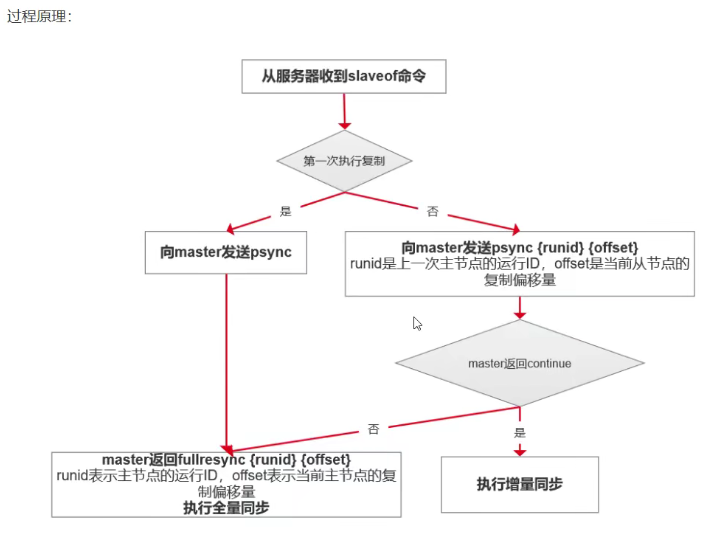 过程原理：
从服务器收到slaveof命令
第一次执行复制
是
否
向master发送psync
向master发送psync {runid} {offset}
runid是上一次主节点的运行ID，offset是当前从节点的
复制偏移量
master返回continue
否
是
master返回fullresync {runid} {offset}
runid表示主节点的运行ID，offset表示当前主节点的复
制偏移量
执行全量同步
执行增量同步